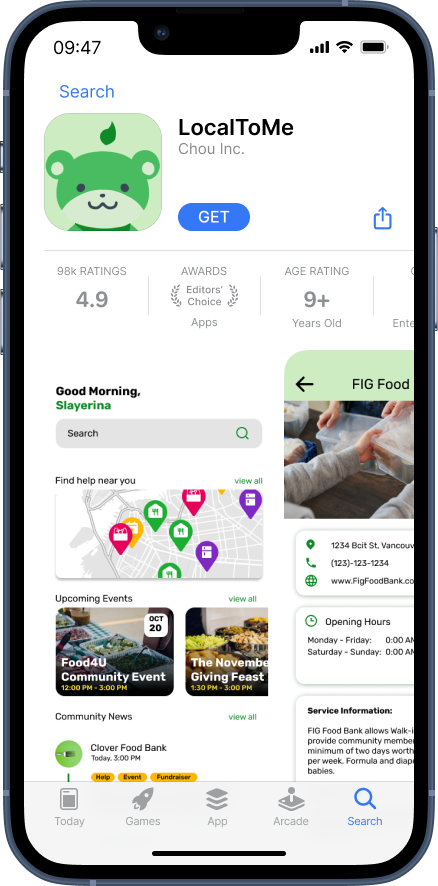 09:47
Search
LocalToMe
Chou Inc.
GET
98k RATINGS
4.9
AWARDS
Editors'
Choice
Apps
AGE RATING
9+
Years Old
Good Morning,
Slayerina
Search
Find help near you
view all
Upcoming Events
view all
OCT
20
Food4U
Community Event
12:00 PM - 3:00 PM
The Novembe
Giving Feast
1:30 PM - 3:00 PM
Community News
view all
Clover Food Bank
Today, 3:00 PM
Help Event Fundraiser
FIG Food
1234 Bcit St, Vancouv
(123)-123-1234
www.FigFoodBank.co
Opening Hours
Monday - Friday: 0:00 AM
Saturday - Sunday: 0:00 AM
Service Information:
FIG Food Bank allows Walk-i
provide community membe
minimum of two days worth
per week. Formula and diape
babies.
Today
Games
App
Arcade
Search